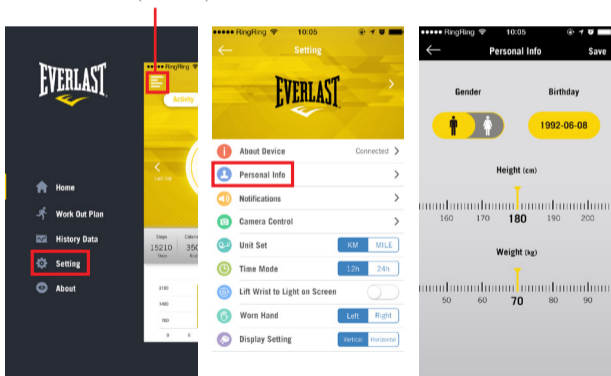 EVERLAST
Home
Work Out Plan
History Data
Setting
About
RingRing
Activity
Steps
15210
350
2100
1400
700
0 0
RingRing 10:05
Setting
EVERLAST
About Device Connected
Personal Info
Notifications
Camera Control
Unit Set KM MILE
Time Mode 12h 24h
Lift Wrist to Light on Screen
Worn Hand Left Right
Display Setting Vertical Horizontal
RingRing 10:05
Personal Info Save
Gender Birthday
1992-06-08
Height (cm)
160 170 180 190 200
Weight (kg)
50 60 70 80 90